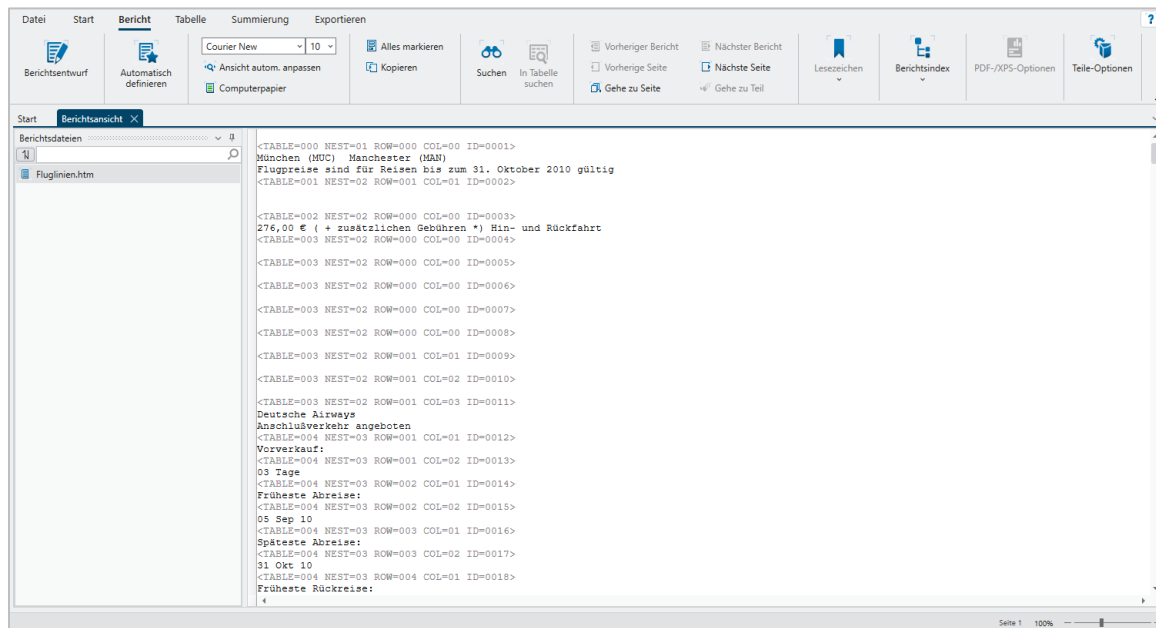 Datei Start Bericht Tabelle Summierung Exportieren ?
Berichtsentwurf
Automatisch definieren
Courier New 10
Ansicht autom. anpassen
Computerpapier
Alles markieren
Kopieren
Suchen
In Tabelle suchen
Vorheriger Bericht
Vorherige Seite
Gehe zu Seite
Nächster Bericht
Nächste Seite
Gehe zu Teil
Lesezeichen
Berichtsindex
PDF-/XPS-Optionen
Teile-Optionen
Start Berichtsansicht
Berichtsdateien
Fluglinien.htm
<TABLE=000 NEST=01 ROW=000 COL=00 ID=0001>
München (MUC) Manchester (MAN)
Flugpreise sind für Reisen bis zum 31. Oktober 2010 gültig
<TABLE=001 NEST=02 ROW=001 COL=01 ID=0002>
<TABLE=002 NEST=02 ROW=000 COL=00 ID=0003>
276,00 € ( + zusätzlichen Gebühren *) Hin- und Rückfahrt
<TABLE=003 NEST=02 ROW=000 COL=00 ID=0004>
<TABLE=003 NEST=02 ROW=000 COL=00 ID=0005>
<TABLE=003 NEST=02 ROW=000 COL=00 ID=0006>
<TABLE=003 NEST=02 ROW=000 COL=00 ID=0007>
<TABLE=003 NEST=02 ROW=000 COL=00 ID=0008>
<TABLE=003 NEST=02 ROW=001 COL=01 ID=0009>
<TABLE=003 NEST=02 ROW=001 COL=02 ID=0010>
<TABLE=003 NEST=02 ROW=001 COL=03 ID=0011>
Deutsche Airways
Anschlußverkehr angeboten
<TABLE=004 NEST=03 ROW=001 COL=01 ID=0012>
Vorverkauf:
<TABLE=004 NEST=03 ROW=001 COL=02 ID=0013>
03 Tage
<TABLE=004 NEST=03 ROW=002 COL=01 ID=0014>
Früheste Abreise:
<TABLE=004 NEST=03 ROW=002 COL=02 ID=0015>
05 Sep 10
<TABLE=004 NEST=03 ROW=003 COL=01 ID=0016>
Späteste Abreise:
<TABLE=004 NEST=03 ROW=003 COL=02 ID=0017>
31 Okt 10
<TABLE=004 NEST=03 ROW=004 COL=01 ID=0018>
Früheste Rückreise:
Seite 1 100%